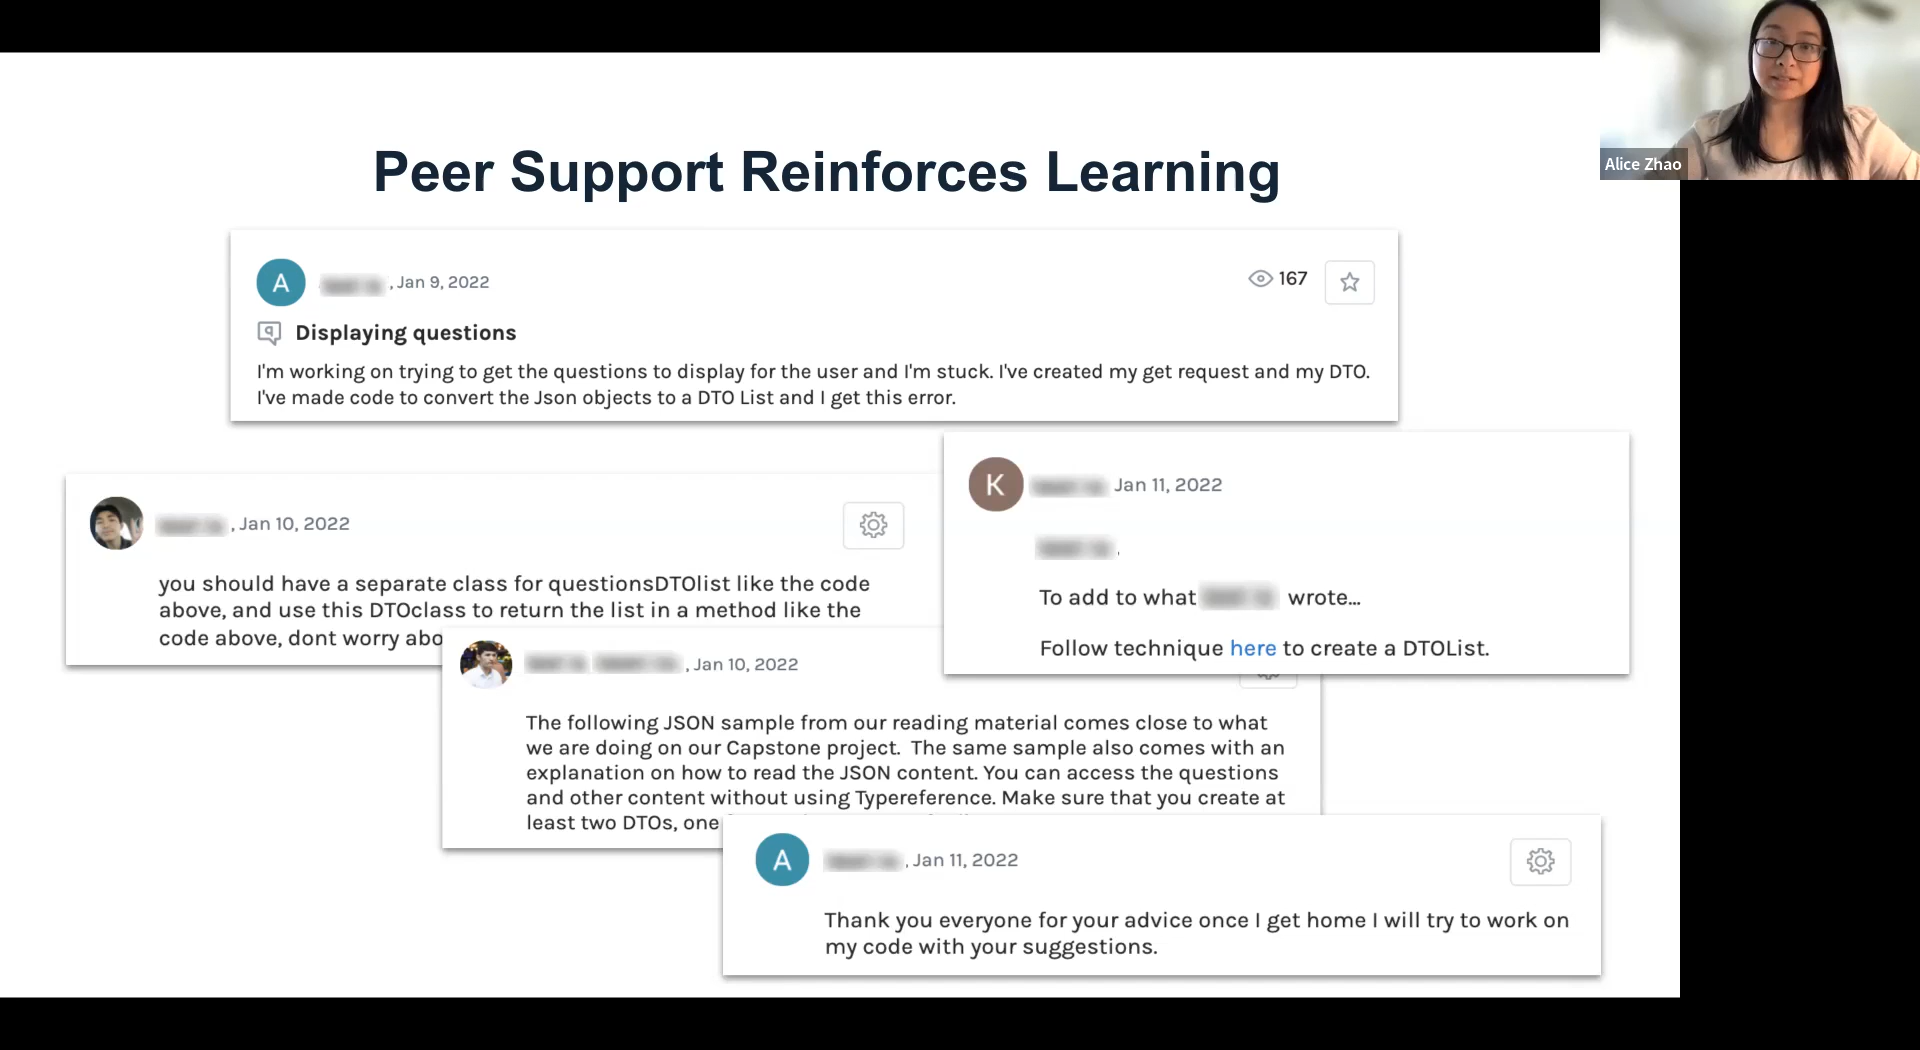 Alice Zhao
Peer Support Reinforces Learning
A
, Jan 9, 2022
167
Displaying questions
I'm working on trying to get the questions to display for the user and I'm stuck. I've created my get request and my DTO.
I've made code to convert the Json objects to a DTO List and I get this error.
, Jan 10, 2022
you should have a separate class for questionsDTOlist like the code
above, and use this DTOclass to return the list in a method like the
code above, dont worry abo
K
Jan 11, 2022
,
To add to what wrote...
Follow technique here to create a DTOList.
, Jan 10, 2022
The following JSON sample from our reading material comes close to what
we are doing on our Capstone project. The same sample also comes with an
explanation on how to read the JSON content. You can access the questions
and other content without using Typereference. Make sure that you create at
least two DTOs, one
A
, Jan 11, 2022
Thank you everyone for your advice once I get home I will try to work on
my code with your suggestions.